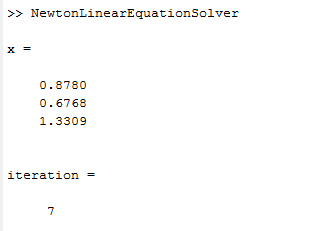 >> NewtonLinearEquationSolver
x =
0.8780
0.6768
1.3309
iteration =
7